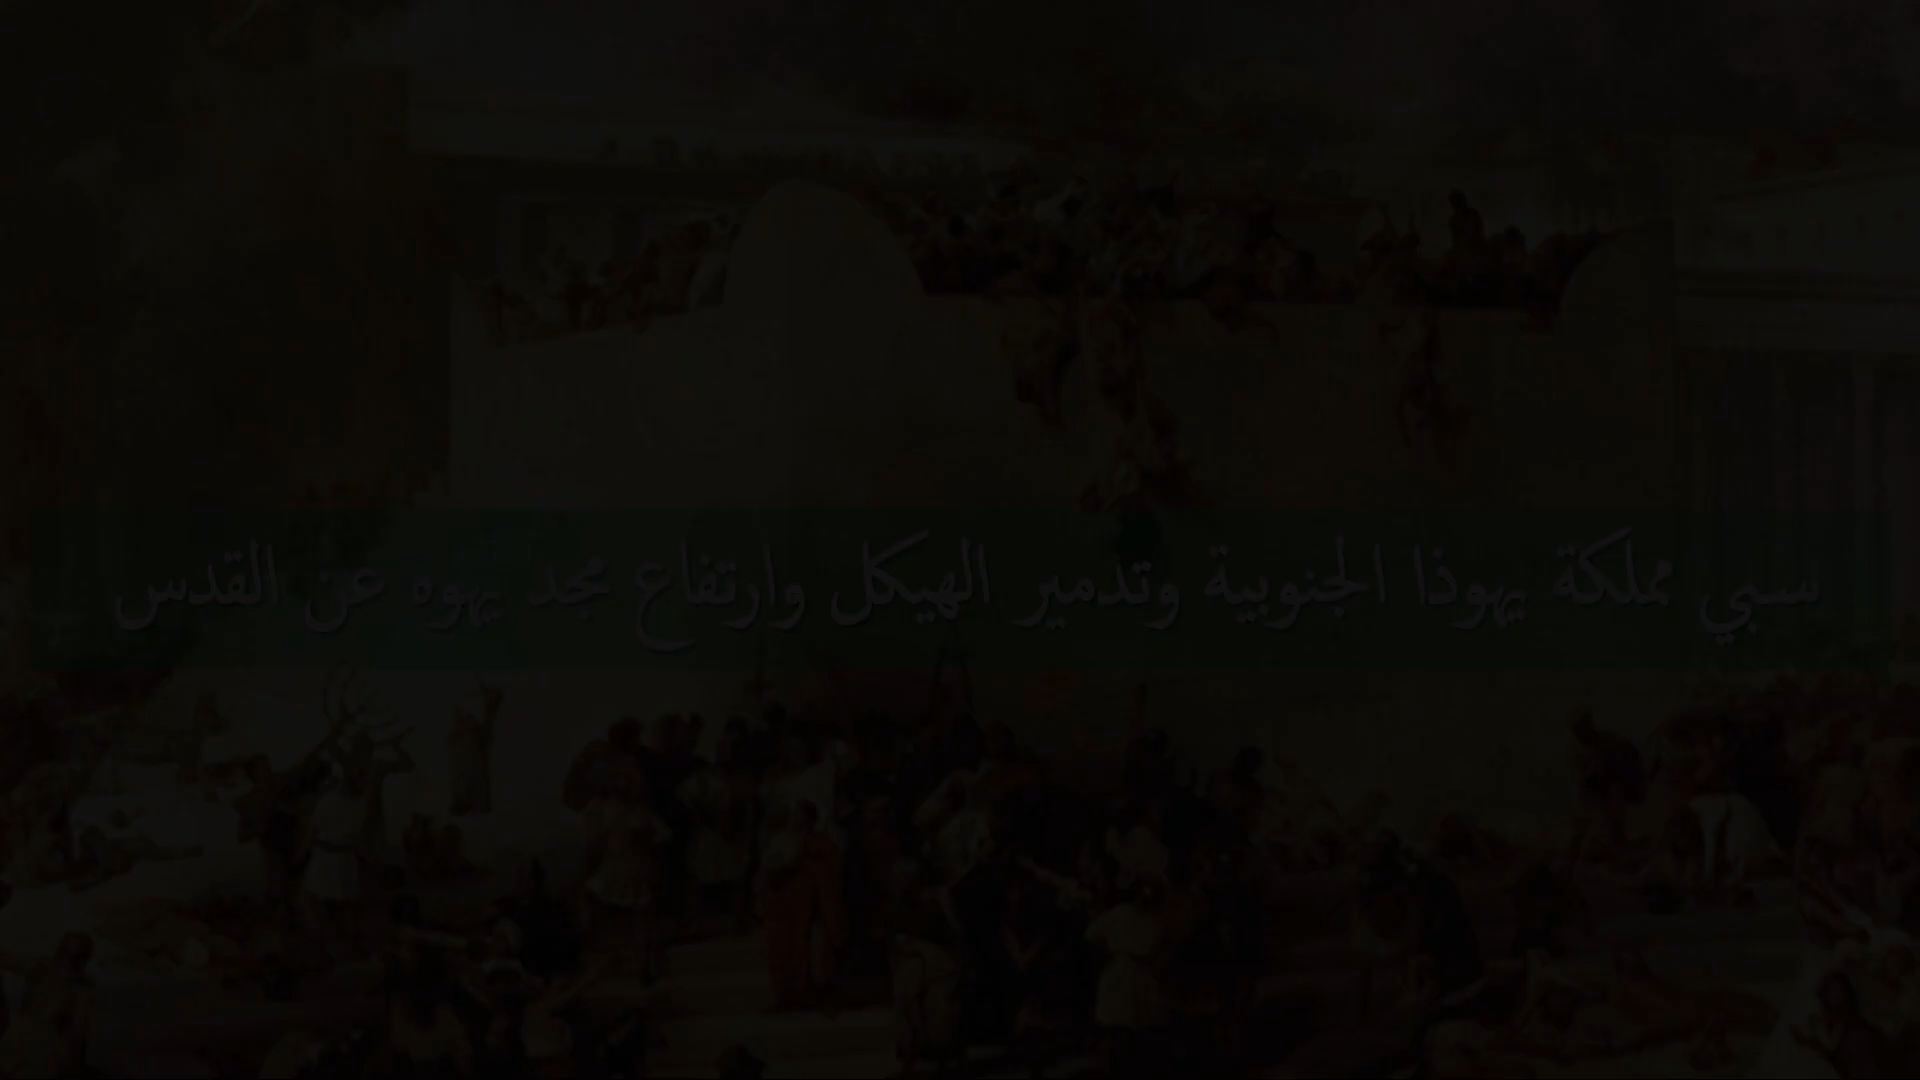 سبي مملكة يهوذا الجنوبية وتدمير الهيكل وارتفاع مجد يهوه عن القدس